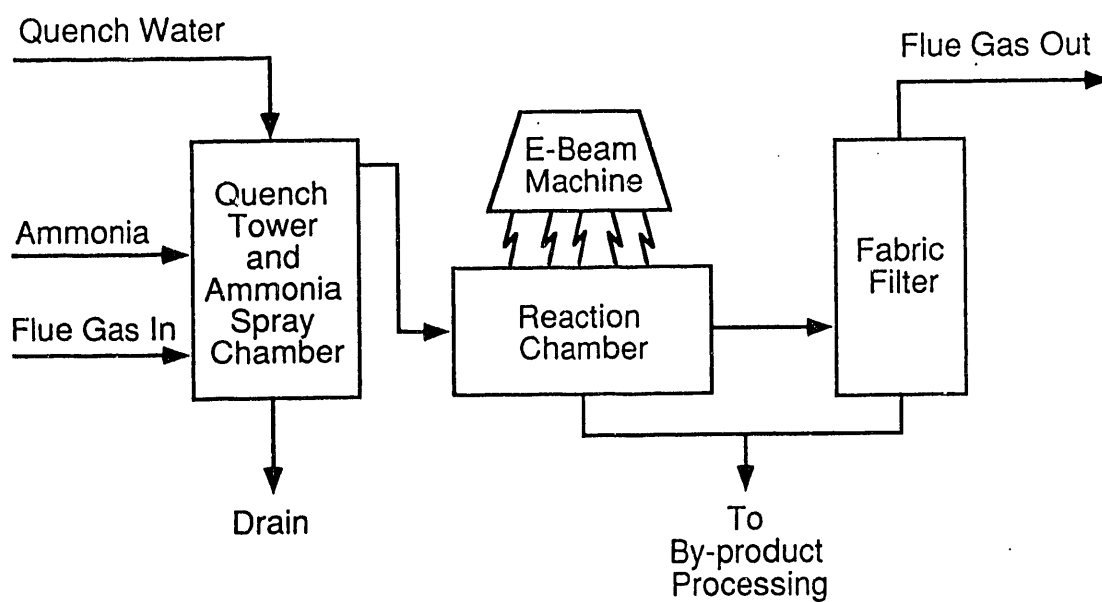 Quench Water
Flue Gas Out
E-Beam
Machine
Quench
Tower
and
Ammonia
Spray
Chamber
Ammonia
Flue Gas In
Reaction
Chamber
Fabric
Filter
Drain
To
By-product
Processing